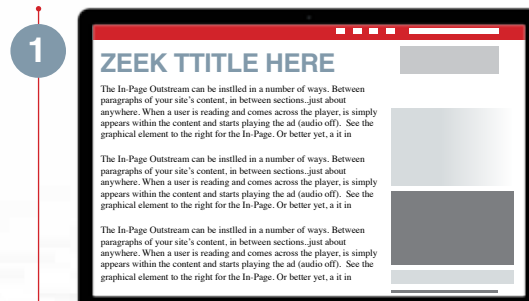 1
ZEEK TTITLE HERE
The In-Page Outstream can be instlled in a number of ways. Between
paragraphs of your site's content, in between sections..just about
anywhere. When a user is reading and comes across the player, is simply
appears within the content and starts playing the ad (audio off).  See the
graphical element to the right for the In-Page. Or better yet, a it in
The In-Page Outstream can be instlled in a number of ways. Between
paragraphs of your site's content, in between sections..just about
anywhere. When a user is reading and comes across the player, is simply
appears within the content and starts playing the ad (audio off).  See the
graphical element to the right for the In-Page. Or better yet, a it in
The In-Page Outstream can be instlled in a number of ways. Between
paragraphs of your site's content, in between sections..just about
anywhere. When a user is reading and comes across the player, is simply
appears within the content and starts playing the ad (audio off).  See the
graphical element to the right for the In-Page. Or better yet, a it in